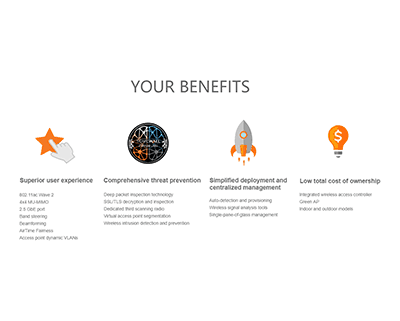 YOUR BENEFITS
Superior user experience
802.11ac Wave 2
4x4 MU-MIMO
2.5 GbE port
Band steering
Beamforming
AirTime Fairness
Access point dynamic VLANs
Comprehensive threat prevention
Deep packet inspection technology
SSL/TLS decryption and inspection
Dedicated third scanning radio
Virtual access point segmentation
Wireless intrusion detection and prevention
Simplified deployment and
centralized management
Auto-detection and provisioning
Wireless signal analysis tools
Single-pane-of-glass management
Low total cost of ownership
Integrated wireless access controller
Green AP
Indoor and outdoor models